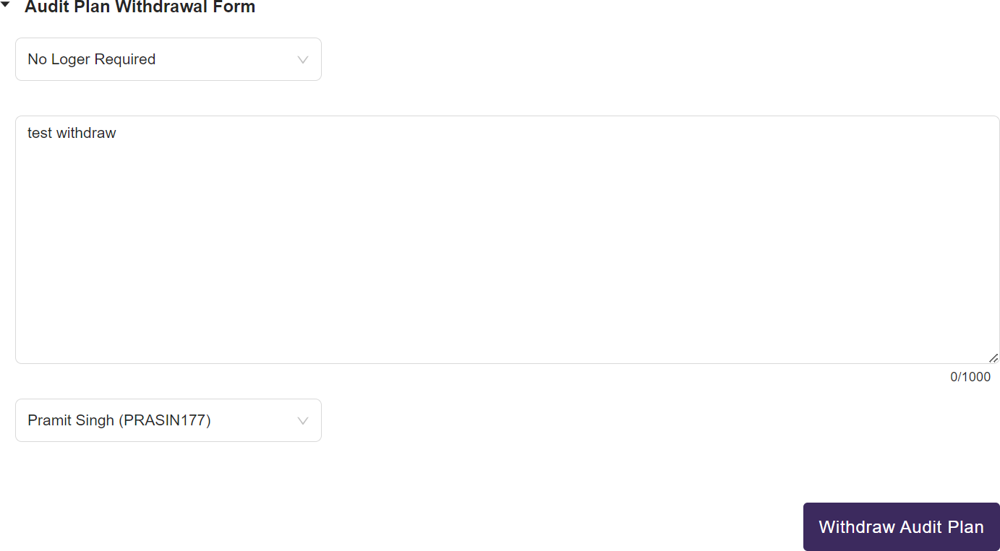 Audit Plan Withdrawal Form
No Loger Required
test withdraw
0/1000
Pramit Singh (PRASIN177)
Withdraw Audit Plan